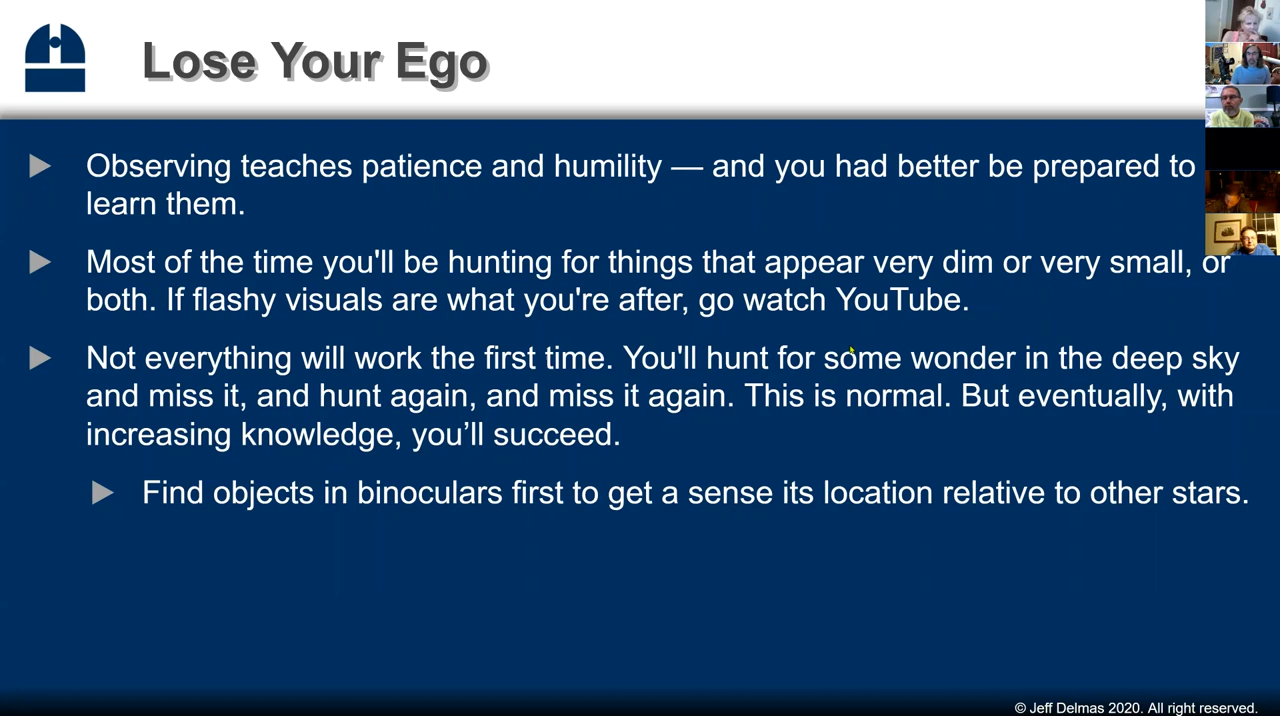 Lose Your Ego
Observing teaches patience and humility — and you had better be prepared to
learn them.
Most of the time you'll be hunting for things that appear very dim or very small, or
both. If flashy visuals are what you're after, go watch YouTube.
Not everything will work the first time. You'll hunt for some wonder in the deep sky
and miss it, and hunt again, and miss it again. This is normal. But eventually, with
increasing knowledge, you’ll succeed.
Find objects in binoculars first to get a sense its location relative to other stars.
© Jeff Delmas 2020. All right reserved.